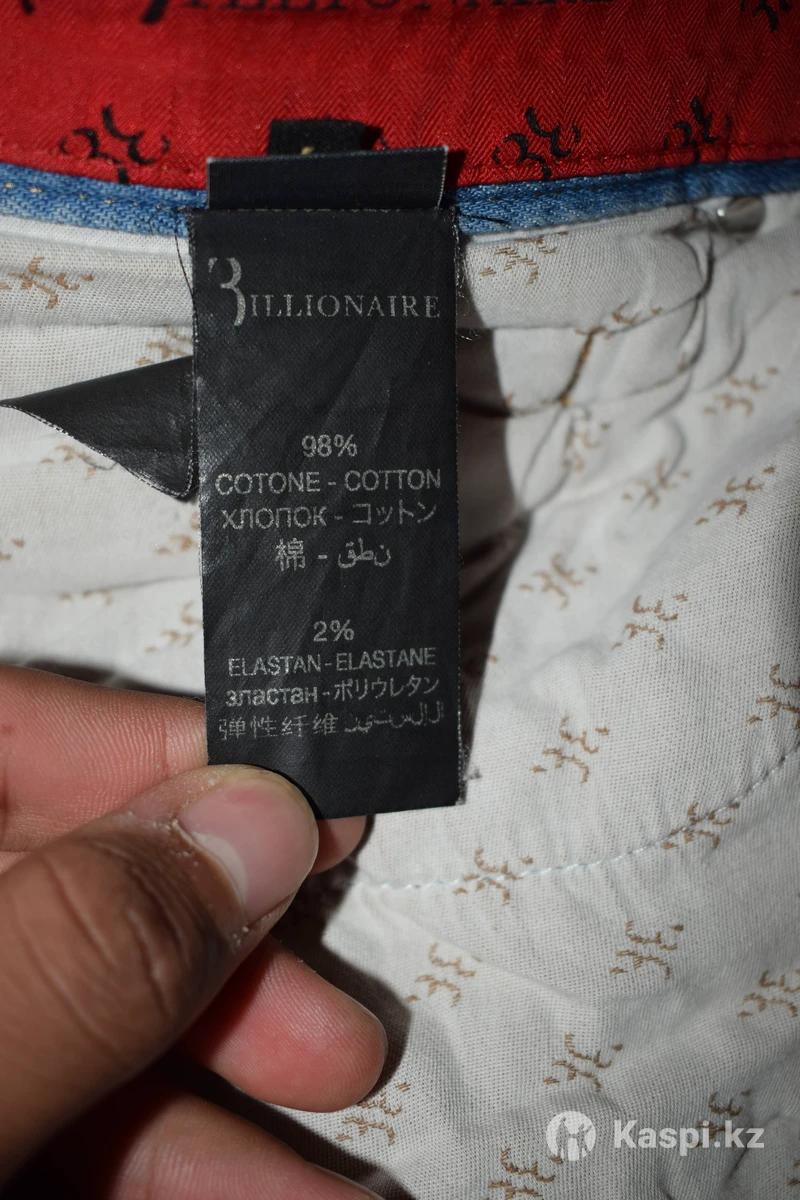 BILLIONAIRE
98%
COTONE - COTTON
ХЛОПОК - コットン
棉 - قطن
2%
ELASTAN - ELASTANE
эластан - ポリウレタン
弹性纤维
Kaspi.kz